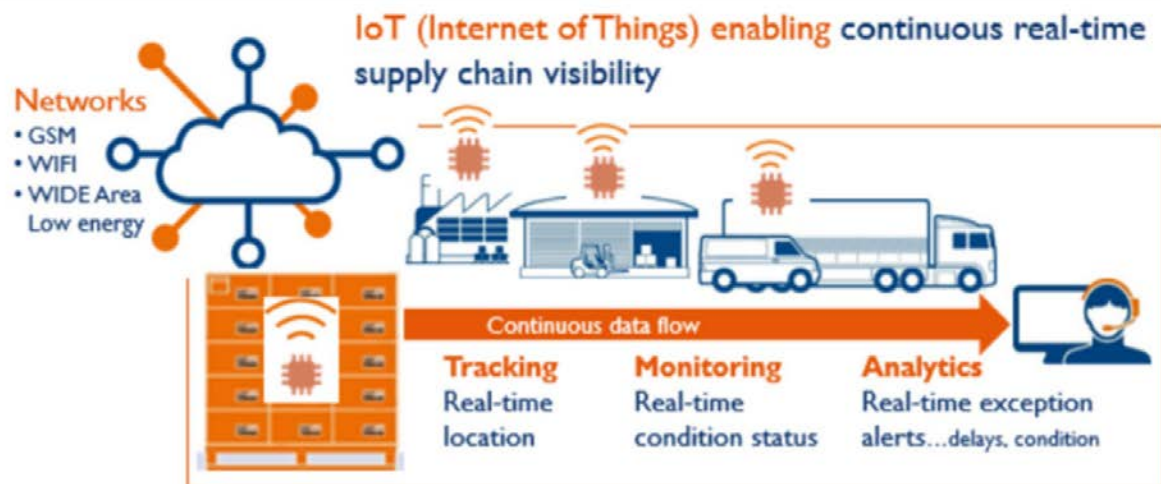 IoT (Internet of Things) enabling continuous real-time
supply chain visibility
Networks
• GSM
• WIFI
• WIDE Area
Low energy
Continuous data flow
Tracking
Real-time
location
Monitoring
Real-time
condition status
Analytics
Real-time exception
alerts...delays, condition